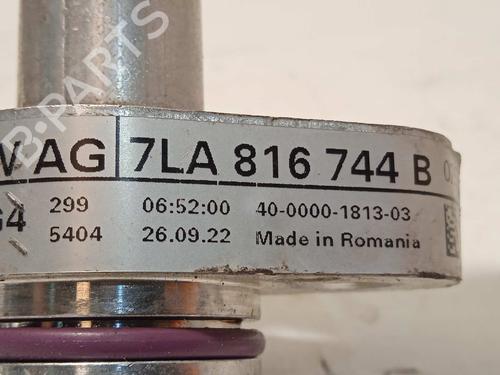 AG 7LA 816 744 B
299 06:52:00 40-0000-1813-03
5404 26.09.22 Made in Romania
B-PARTS